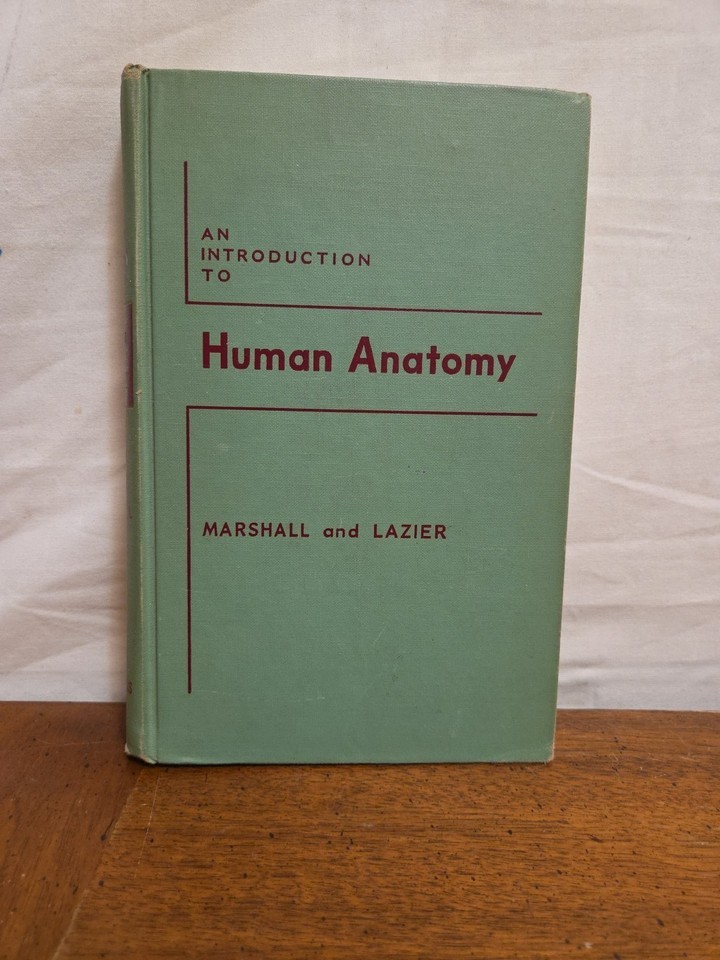 AN
INTRODUCTION
TO
Human Anatomy
MARSHALL and LAZIER